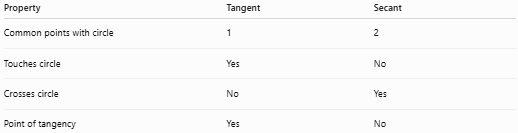 Property Tangent Secant
Common points with circle 1 2
Touches circle Yes No
Crosses circle No Yes
Point of tangency Yes No